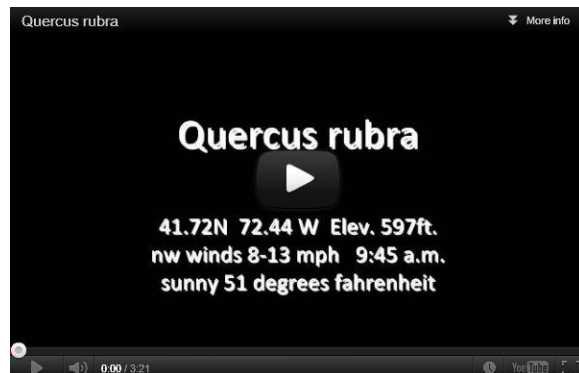 Quercus rubra More info
Quercus rubra
41.72N 72.44 W Elev. 597ft.
nw winds 8-13 mph 9:45 a.m.
sunny 51 degrees fahrenheit
0:00 / 3:21 YouTube